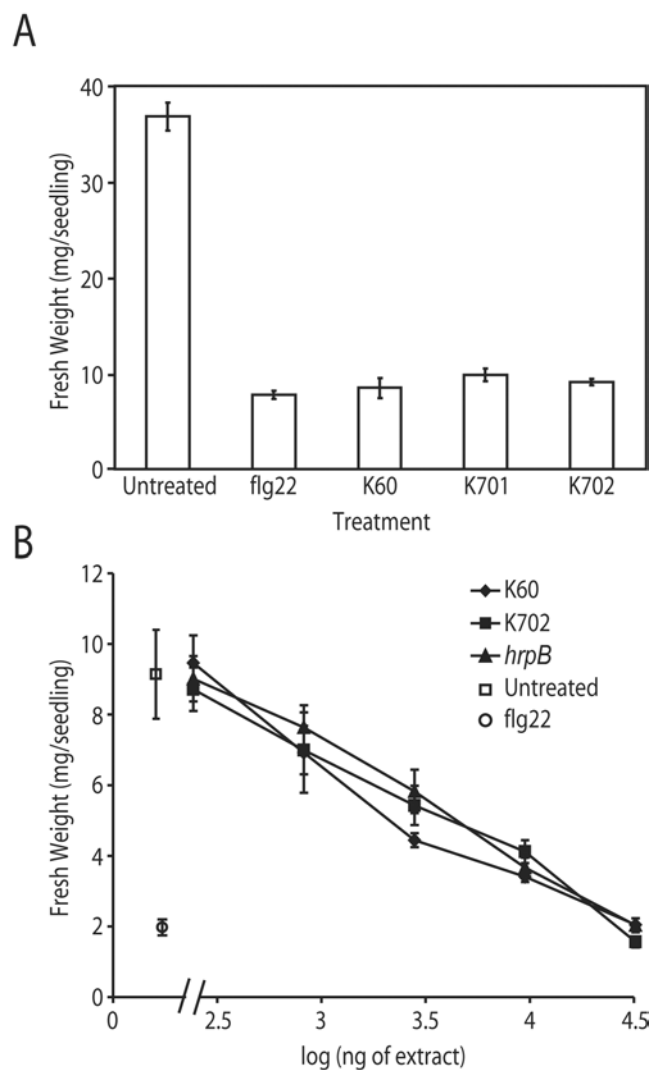 A
40
30
20
10
0
Fresh Weight (mg/seedling)
Untreated flg22 K60 K701 K702
Treatment
B
12
10
8
6
4
2
0
Fresh Weight (mg/seedling)
K60
K702
hrpB
Untreated
flg22
0 2.5 3 3.5 4 4.5
log (ng of extract)